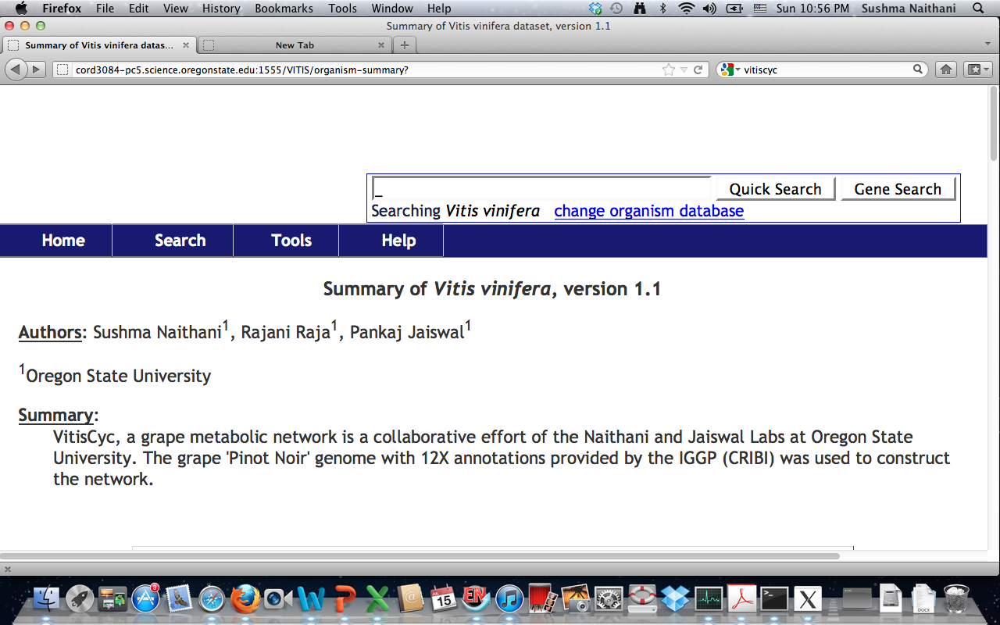 Firefox File Edit View History Bookmarks Tools Window Help Sun 10:56 PM Sushma Naithani
Summary of Vitis vinifera dataset, version 1.1
Summary of Vitis vinifera datas... New Tab
cord3084-pc5.science.oregonstate.edu:1555/VITIS/organism-summary? vitiscyc
_ Quick Search Gene Search
Searching Vitis vinifera change organism database
Home Search Tools Help
Summary of Vitis vinifera, version 1.1
Authors: Sushma Naithani1, Rajani Raja1, Pankaj Jaiswal1
1Oregon State University
Summary:
VitisCyc, a grape metabolic network is a collaborative effort of the Naithani and Jaiswal Labs at Oregon State
University. The grape 'Pinot Noir' genome with 12X annotations provided by the IGGP (CRIBI) was used to construct
the network.
3
W P X @ JUL 15 EN >_ X DOCX